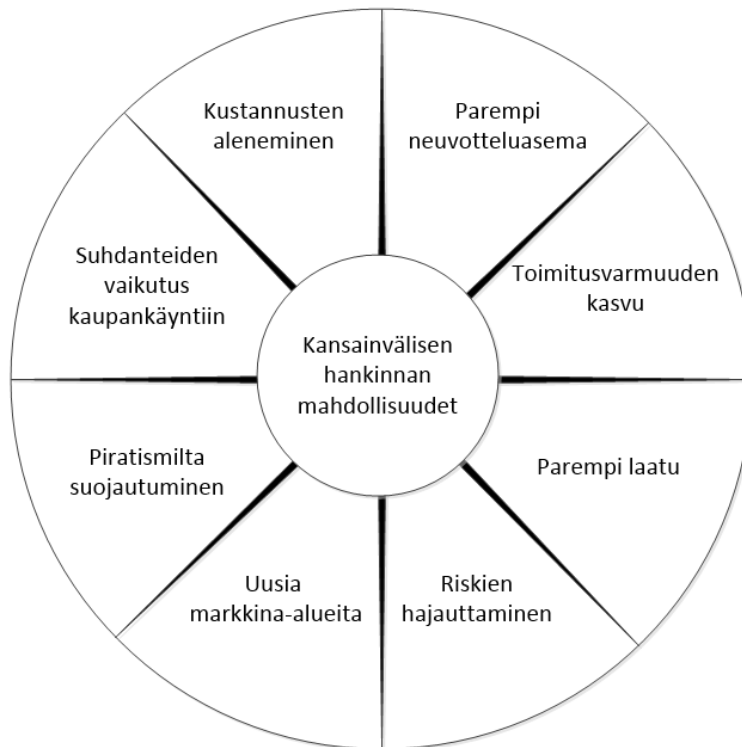 Kustannusten
aleneminen
Parempi
neuvotteluasema
Suhdanteiden
vaikutus
kaupankäyntiin
Toimitusvarmuuden
kasvu
Kansainvälisen
hankinnan
mahdollisuudet
Piratismilta
suojautuminen
Parempi laatu
Uusia
markkina-alueita
Riskien
hajauttaminen